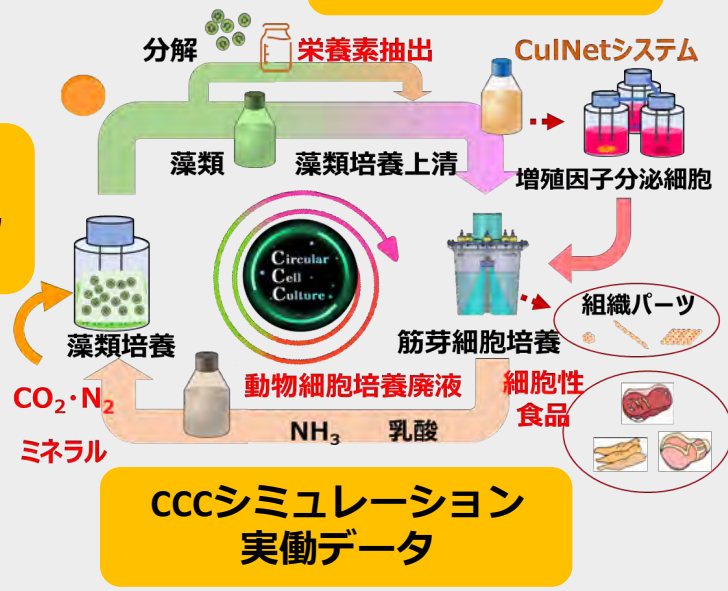 分解
栄養素抽出
CulNetシステム
藻類
藻類培養上清
増殖因子分泌細胞
Circular
Cell
Culture
組織パーツ
藻類培養
筋芽細胞培養
動物細胞培養廃液
細胞性
食品
CO₂・N₂
ミネラル
NH₃
乳酸
CCCシミュレーション
実働データ